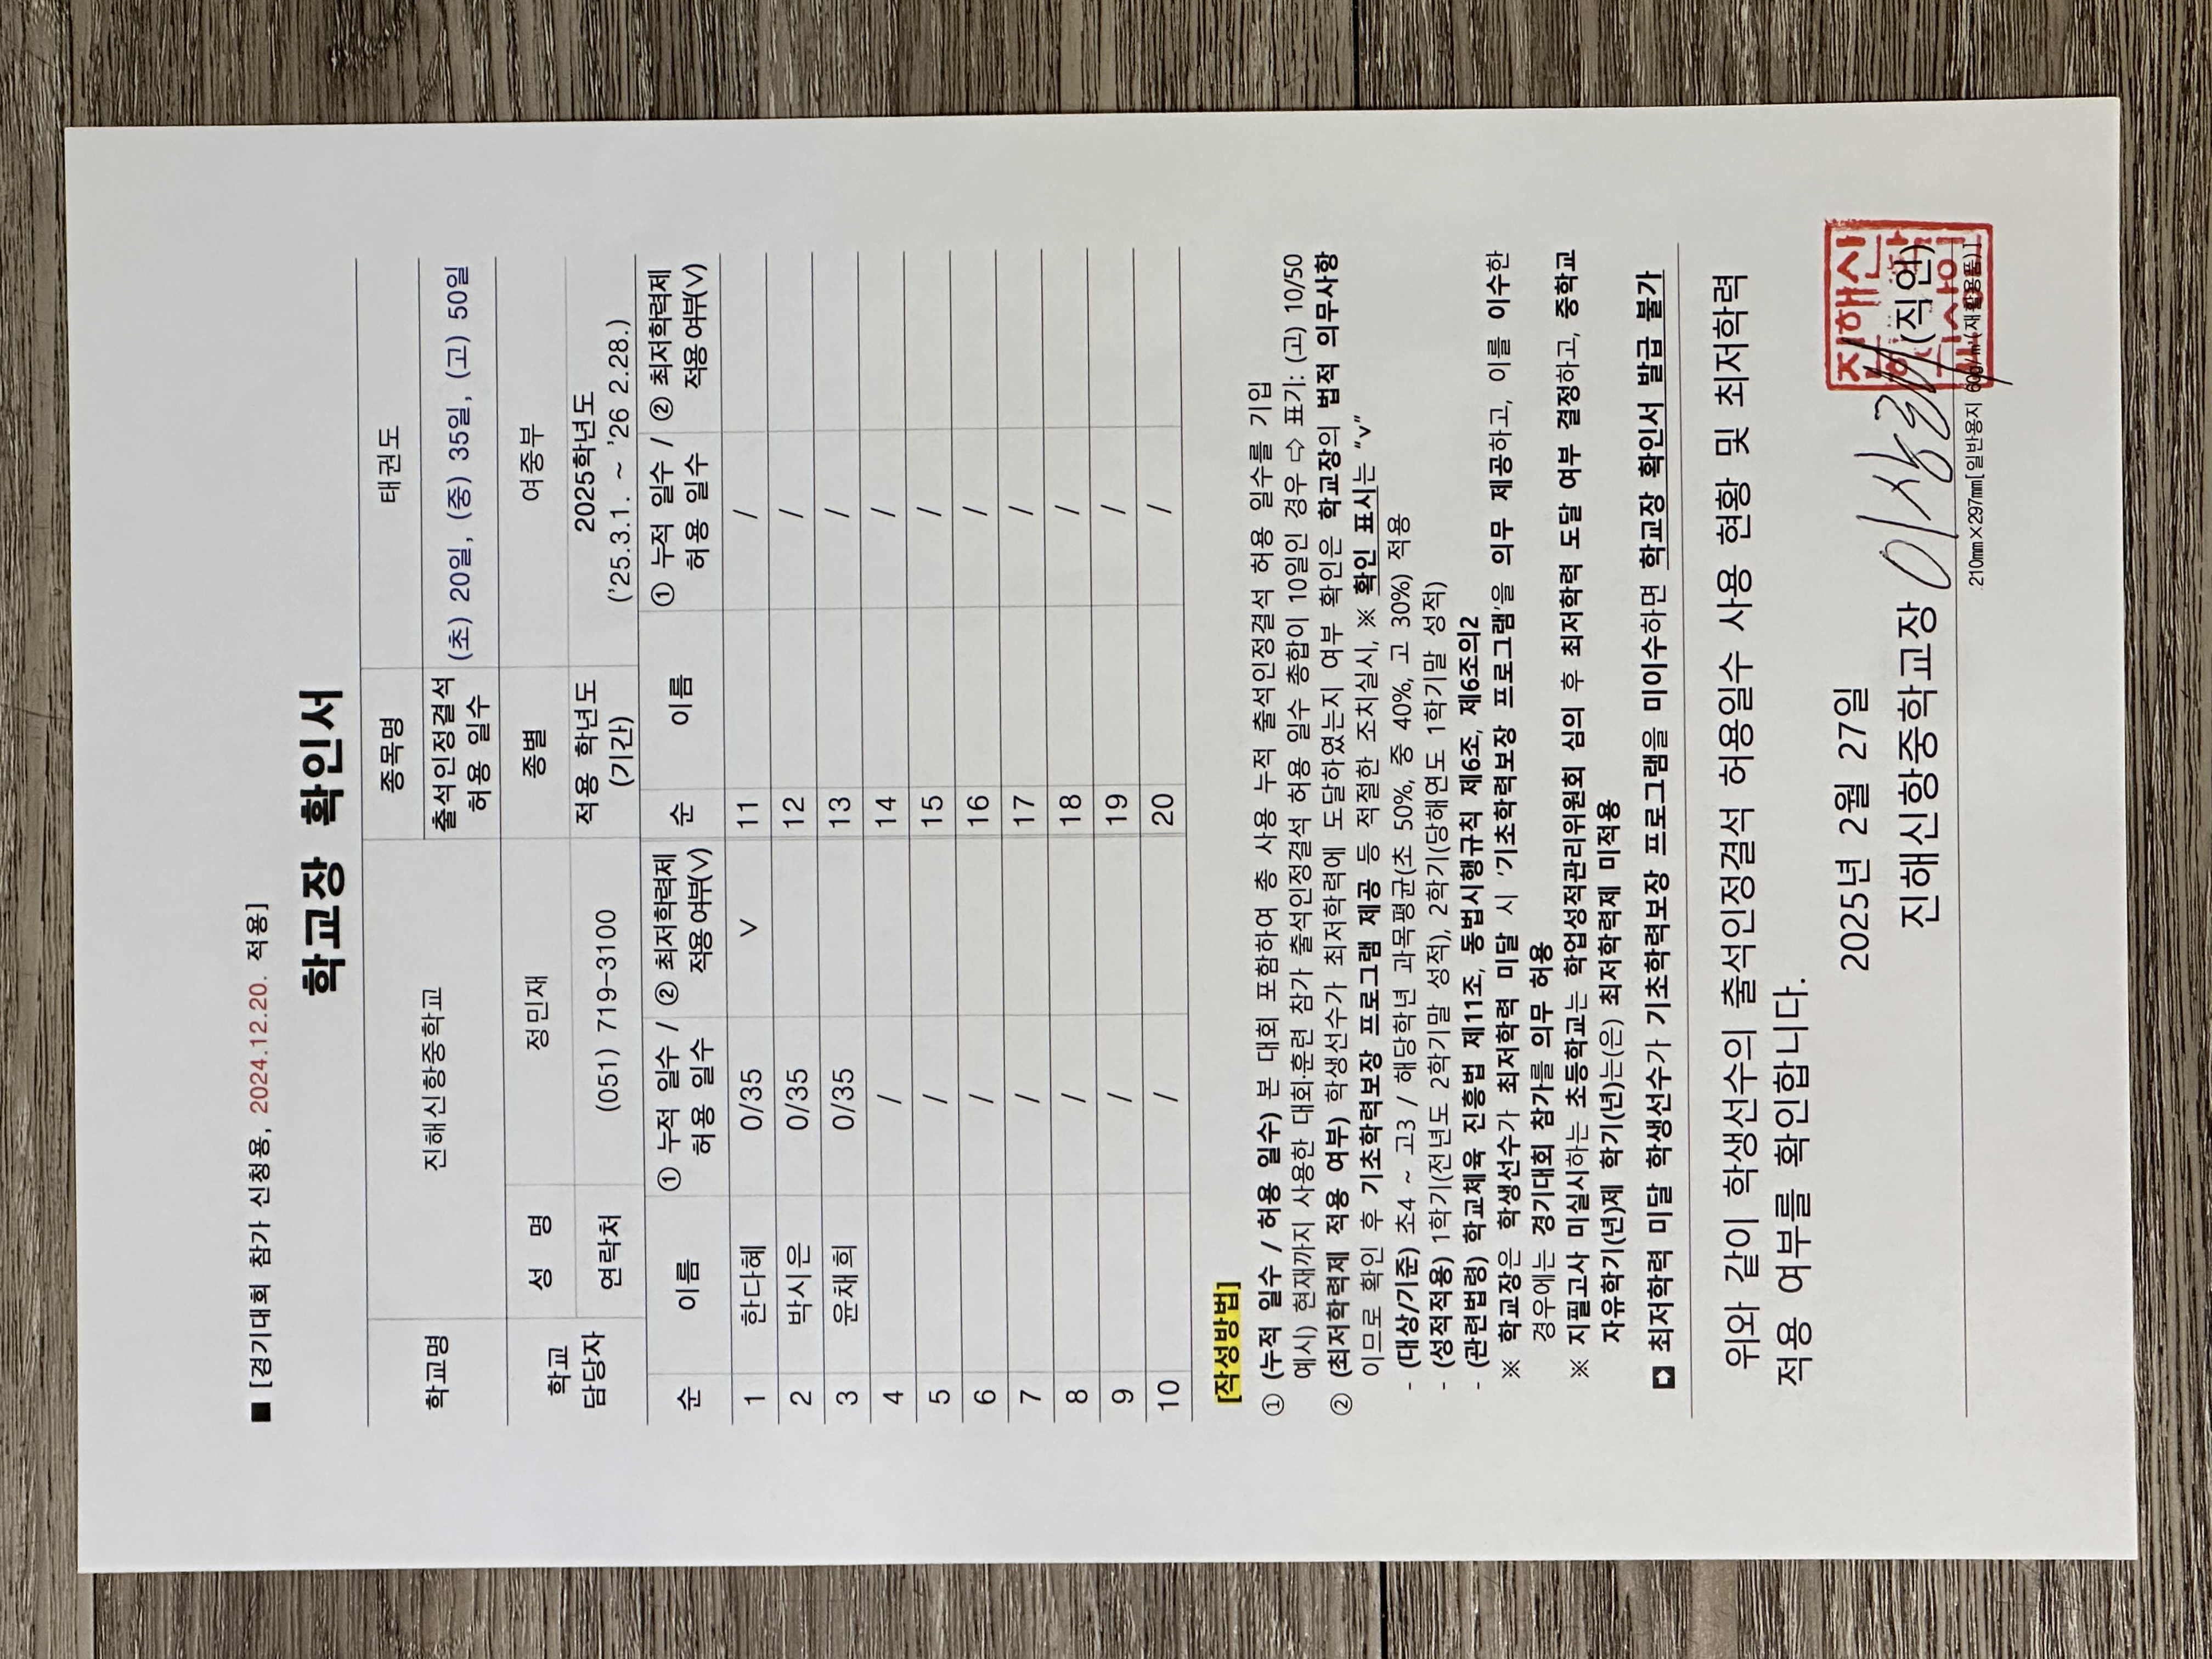 ■ [경기대회 참가 신청용, 2024.12.20. 적용]
학교장 확인서
학교명 진해신항중학교 종목명 태권도
출석인정결석 허용 일수 (초) 20일, (중) 35일, (고) 50일
학교 담당자 성 명 정민재 종별 여중부
연락처 (051) 719-3100 적용 학년도 (기간) 2025학년도 ('25.3.1. ~ '26 2.28.)
순 이름 ① 누적 일수 / 허용 일수 ② 최저학력제 적용여부(v) 순 이름 ① 누적 일수 / 허용 일수 ② 최저학력제 적용여부(v)
1 한다혜 0/35 v 11 /
2 박시은 0/35 12 /
3 윤채희 0/35 13 /
4 / 14 /
5 / 15 /
6 / 16 /
7 / 17 /
8 / 18 /
9 / 19 /
10 / 20 /
[작성방법]
① (누적 일수 / 허용 일수) 본 대회 포함하여 총 사용 누적 출석인정결석 허용 일수를 기입
예시) 현재까지 사용한 대회·훈련 참가 출석인정결석 허용 일수 총합이 10일인 경우 ⇨ 표기: (고) 10/50
② (최저학력제 적용 여부) 학생선수가 최저학력에 도달하였는지 여부 확인은 학교장의 법적 의무사항
이므로 확인 후 기초학력보장 프로그램 제공 등 적절한 조치실시, ※ 확인 표시는 “v”
- (대상/기준) 초4 ~ 고3 / 해당학년 과목평균(초 50%, 중 40%, 고 30%) 적용
- (성적적용) 1학기(전년도 2학기말 성적), 2학기(당해연도 1학기말 성적)
- (관련법령) 학교체육 진흥법 제11조, 동법시행규칙 제6조, 제6조의2
※ 학교장은 학생선수가 최저학력 미달 시 '기초학력보장 프로그램'을 의무 제공하고, 이를 이수한
경우에는 경기대회 참가를 의무 허용
※ 지필고사 미실시하는 초등학교는 학업성적관리위원회 심의 후 최저학력 도달 여부 결정하고, 중학교
자유학기(년)제 학기(년)는(은) 최저학력제 미적용
➡ 최저학력 미달 학생선수가 기초학력보장 프로그램을 미이수하면 학교장 확인서 발급 불가
위와 같이 학생선수의 출석인정결석 허용일수 사용 현황 및 최저학력
적용 여부를 확인합니다.
2025년 2월 27일
진해신항중학교장 이상걸 (직인)
210㎜×297㎜[일반용지 60g/㎡(재활용품)]